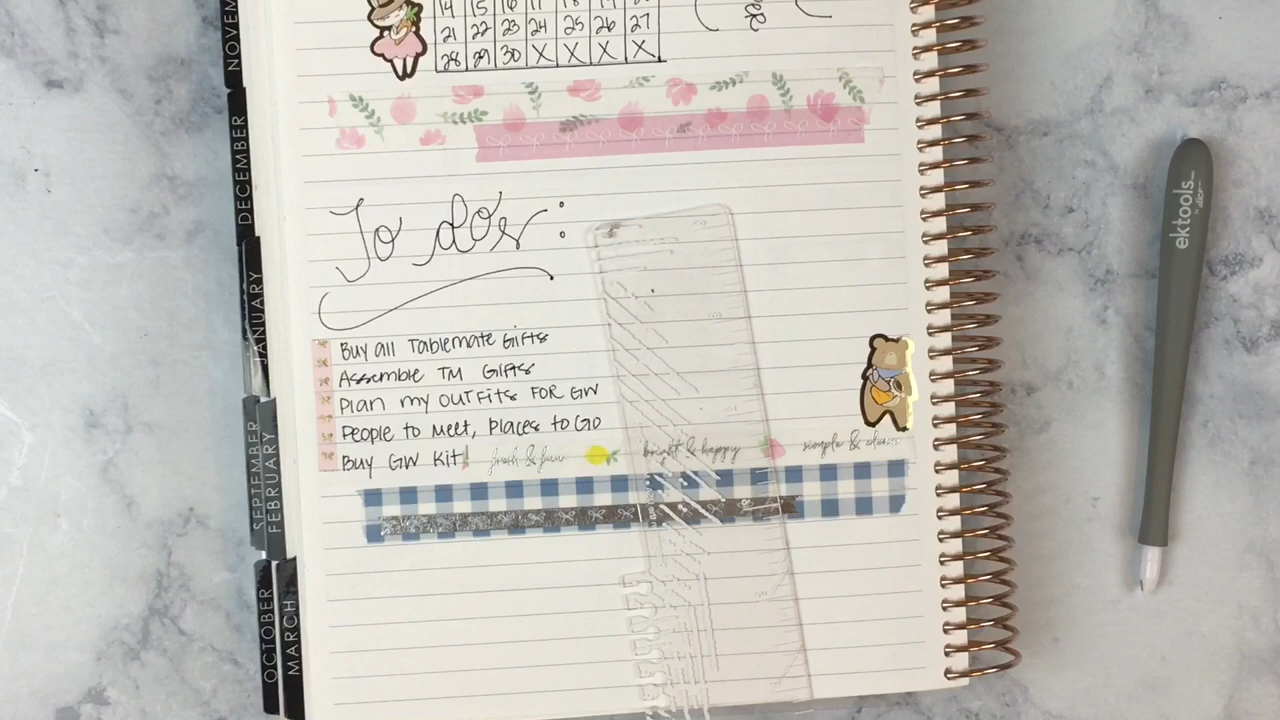 14 15 16 17 18 19
21 22 23 24 25 26 27
28 29 30 X X X X
To do's:
Buy all Tablemate Gifts
Assemble TM Gifts
Plan my outfits for GW
People to meet, places to go
Buy GW kit!
fresh & fun
bright & happy
simple &
NOVEM
DECEMBER
JANUARY
SEPTEMBER
FEBRUARY
OCTOBER
MARCH
ektools